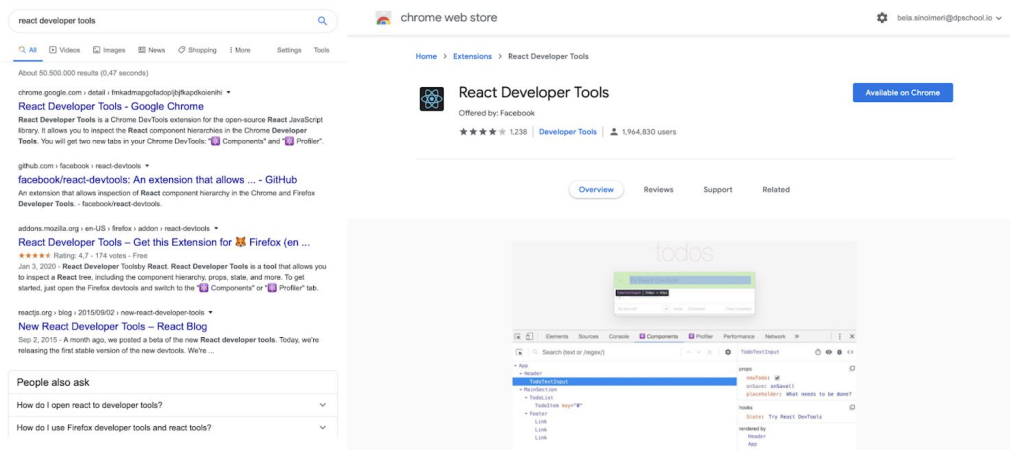 react developer tools
All Videos Images News Shopping More Settings Tools
About 50.500.000 results (0,47 seconds)
chrome.google.com › detail › fmkadmapgofadopljbjfkapdkoienihi
React Developer Tools - Google Chrome
React Developer Tools is a Chrome DevTools extension for the open-source React JavaScript
library. It allows you to inspect the React component hierarchies in the Chrome Developer
Tools. You will get two new tabs in your Chrome DevTools: "⚛ Components" and "⚛ Profiler".
github.com › facebook › react-devtools
facebook/react-devtools: An extension that allows ... - GitHub
An extension that allows inspection of React component hierarchy in the Chrome and Firefox
Developer Tools. - facebook/react-devtools.
addons.mozilla.org › en-US › firefox › addon › react-devtools
React Developer Tools – Get this Extension for 🦊 Firefox (en ...
Rating: 4,7 - 174 votes - Free
Jan 3, 2020 - React Developer Toolsby React. React Developer Tools is a tool that allows you
to inspect a React tree, including the component hierarchy, props, state, and more. To get
started, just open the Firefox devtools and switch to the "⚛ Components" or "⚛ Profiler" tab.
reactjs.org › blog › 2015/09/02 › new-react-developer-tools
New React Developer Tools – React Blog
Sep 2, 2015 - A month ago, we posted a beta of the new React developer tools. Today, we're
releasing the first stable version of the new devtools. We're ...
People also ask
How do I open react to developer tools?
How do I use Firefox developer tools and react tools?
chrome web store
bela.sinoimeri@dpschool.io
Home > Extensions > React Developer Tools
React Developer Tools
Available on Chrome
Offered by: Facebook
1,238 Developer Tools 1,964,830 users
Overview Reviews Support Related
todos
Elements Sources Console Components Profiler Performance Network »
Search (text or /regex/)
TodoTextInput
App
Header
TodoTextInput
MainSection
TodoList
TodoItem key="0"
Footer
Link
Link
Link
props
newTodo:
onSave: onSave()
placeholder: What needs to be done?
hooks
State: Try React DevTools
rendered by
Header
App